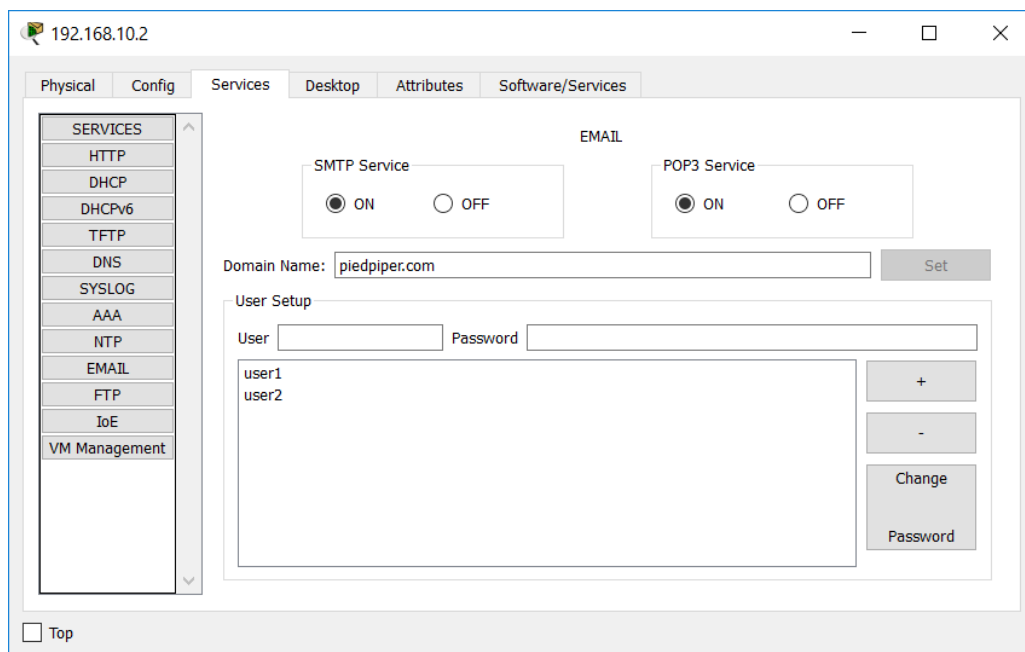 192.168.10.2
Physical Config Services Desktop Attributes Software/Services
SERVICES
HTTP
DHCP
DHCPv6
TFTP
DNS
SYSLOG
AAA
NTP
EMAIL
FTP
IoE
VM Management
EMAIL
SMTP Service
ON OFF
POP3 Service
ON OFF
Domain Name: piedpiper.com Set
User Setup
User Password
user1
user2
+
-
Change
Password
Top